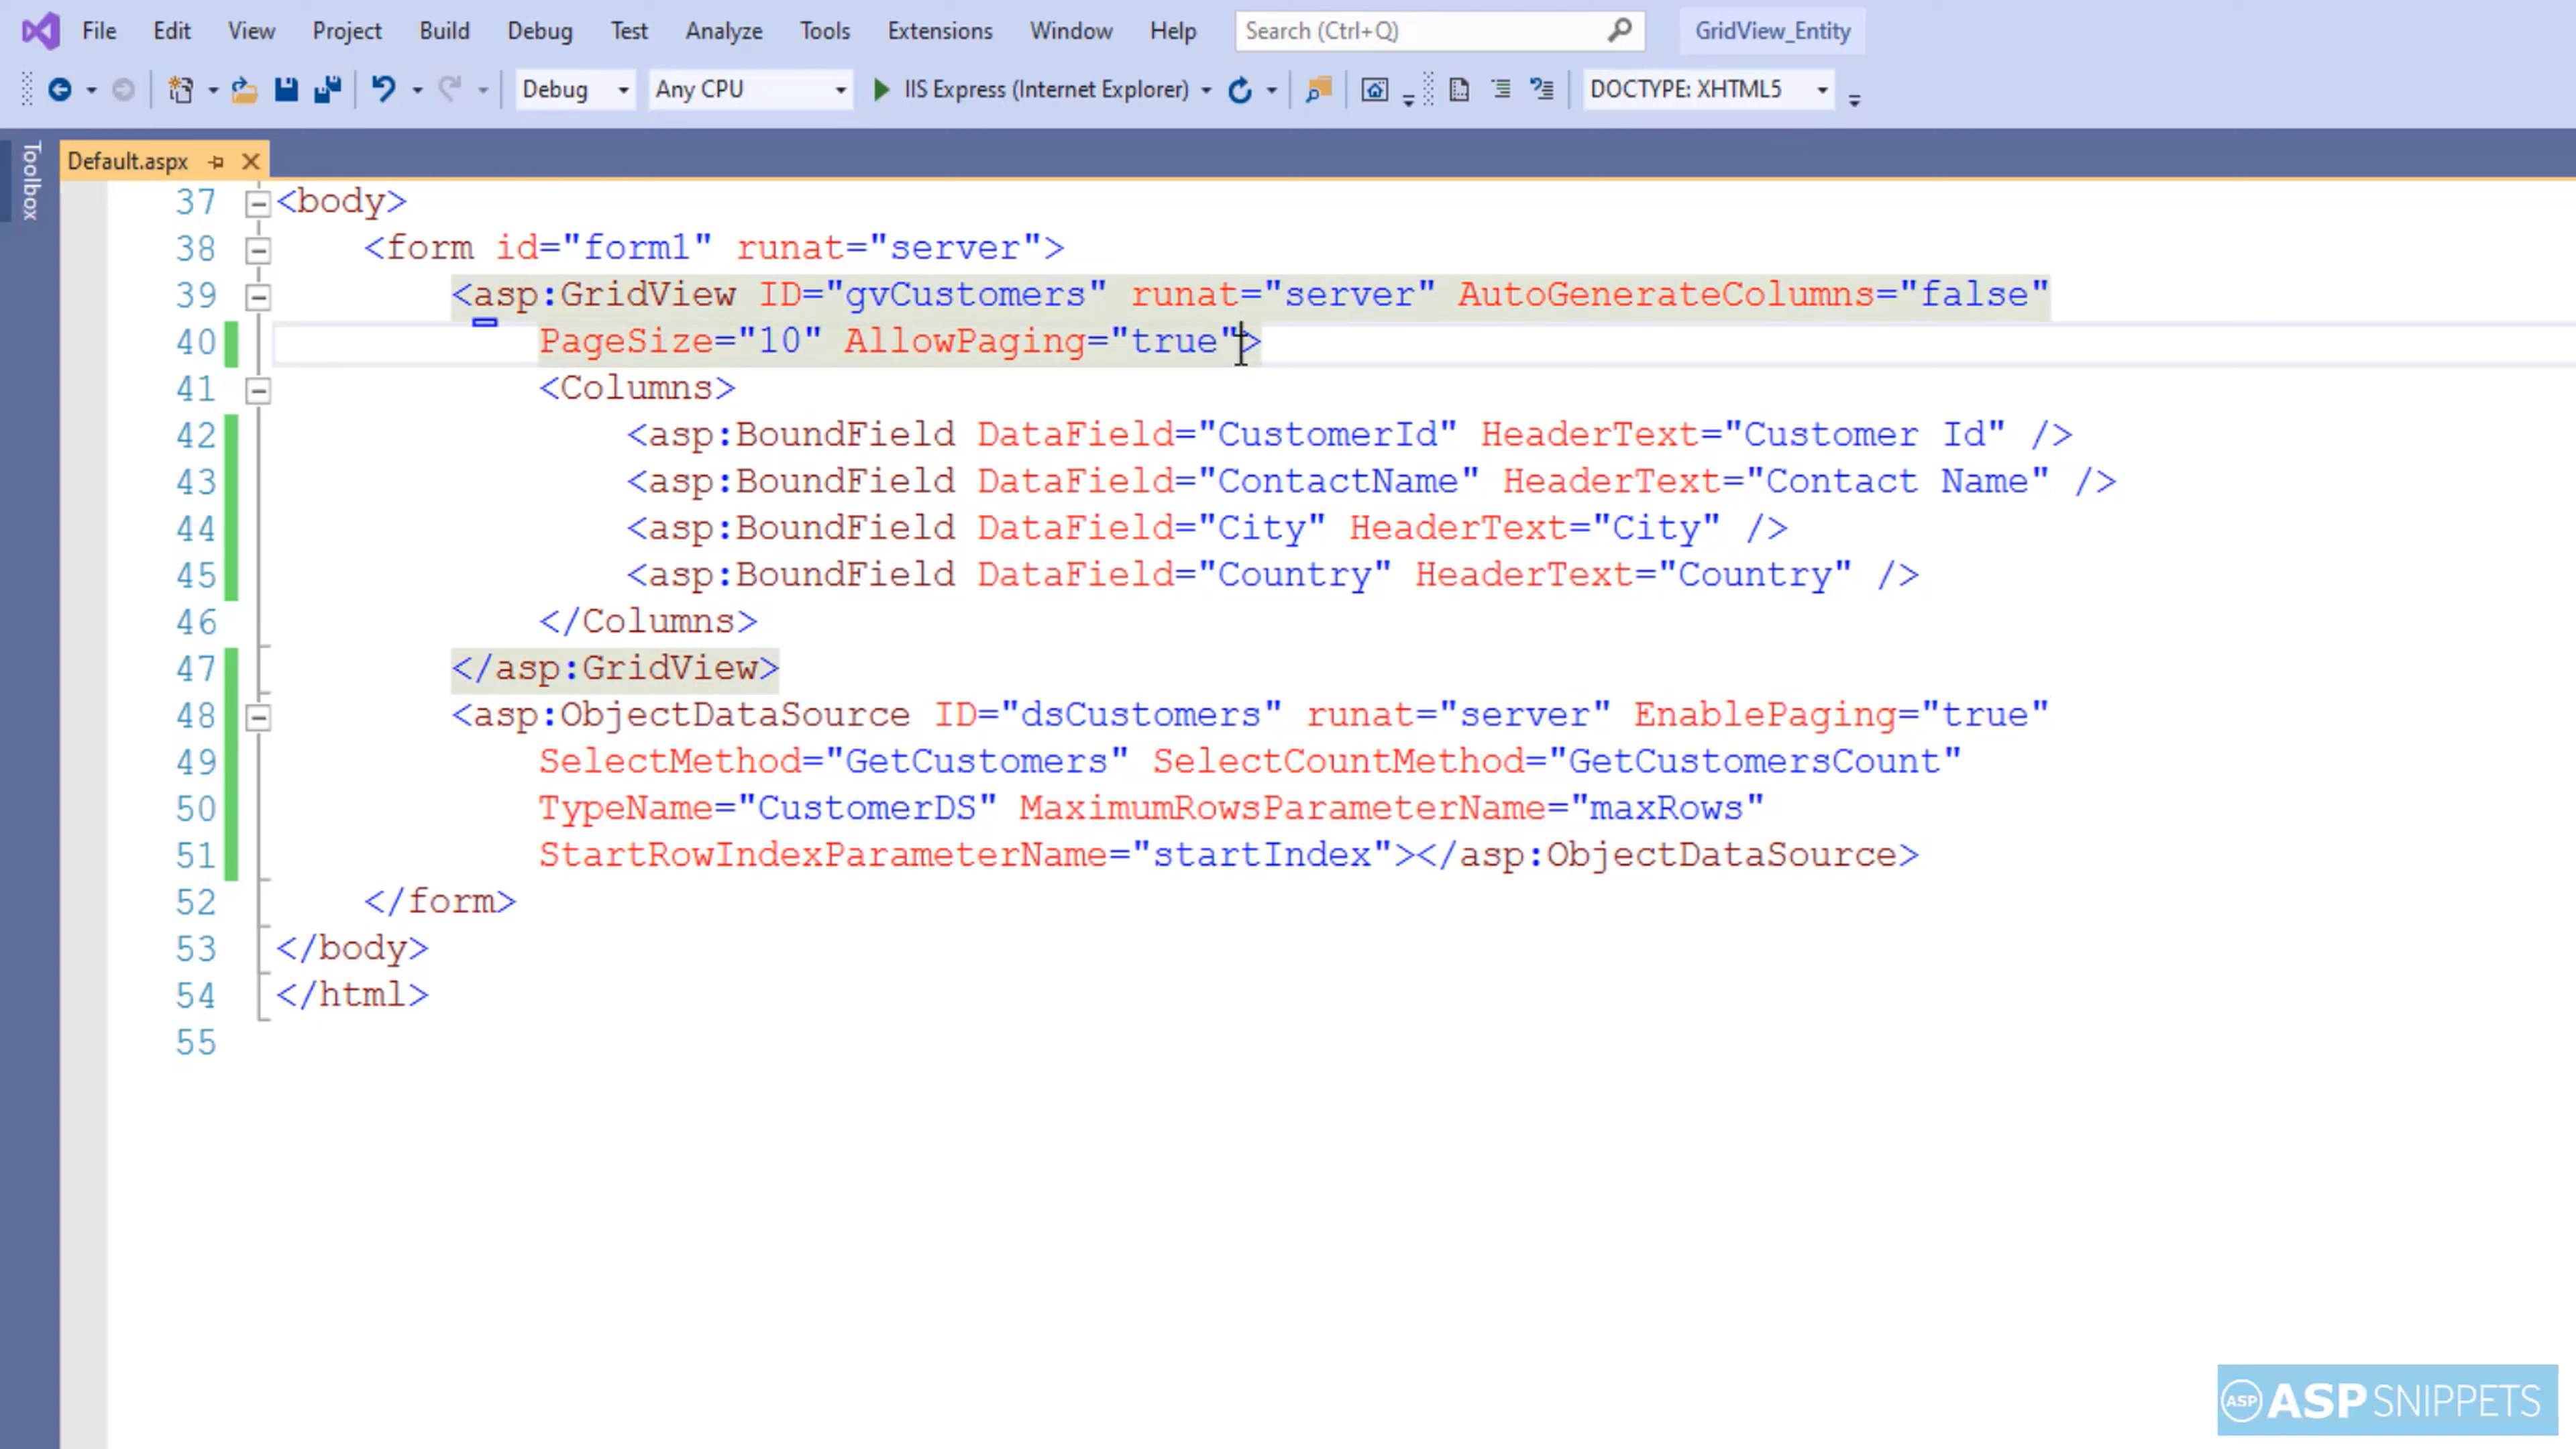 File Edit View Project Build Debug Test Analyze Tools Extensions Window Help Search (Ctrl+Q) GridView_Entity
Debug Any CPU IIS Express (Internet Explorer) DOCTYPE: XHTML5
Toolbox
Default.aspx
37 <body>
38 <form id="form1" runat="server">
39 <asp:GridView ID="gvCustomers" runat="server" AutoGenerateColumns="false"
40 PageSize="10" AllowPaging="true">
41 <Columns>
42 <asp:BoundField DataField="CustomerId" HeaderText="Customer Id" />
43 <asp:BoundField DataField="ContactName" HeaderText="Contact Name" />
44 <asp:BoundField DataField="City" HeaderText="City" />
45 <asp:BoundField DataField="Country" HeaderText="Country" />
46 </Columns>
47 </asp:GridView>
48 <asp:ObjectDataSource ID="dsCustomers" runat="server" EnablePaging="true"
49 SelectMethod="GetCustomers" SelectCountMethod="GetCustomersCount"
50 TypeName="CustomerDS" MaximumRowsParameterName="maxRows"
51 StartRowIndexParameterName="startIndex"></asp:ObjectDataSource>
52 </form>
53 </body>
54 </html>
55
ASP ASPSNIPPETS